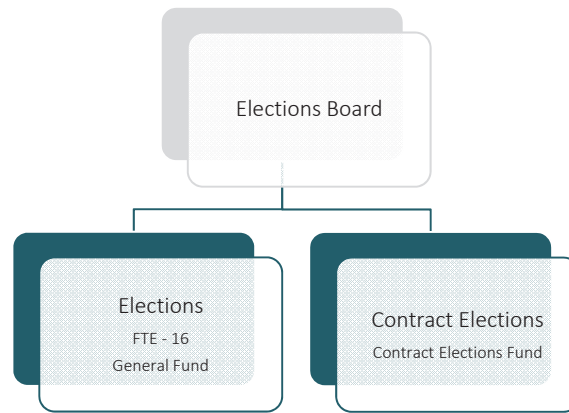 Elections Board
Elections
FTE - 16
General Fund
Contract Elections
Contract Elections Fund